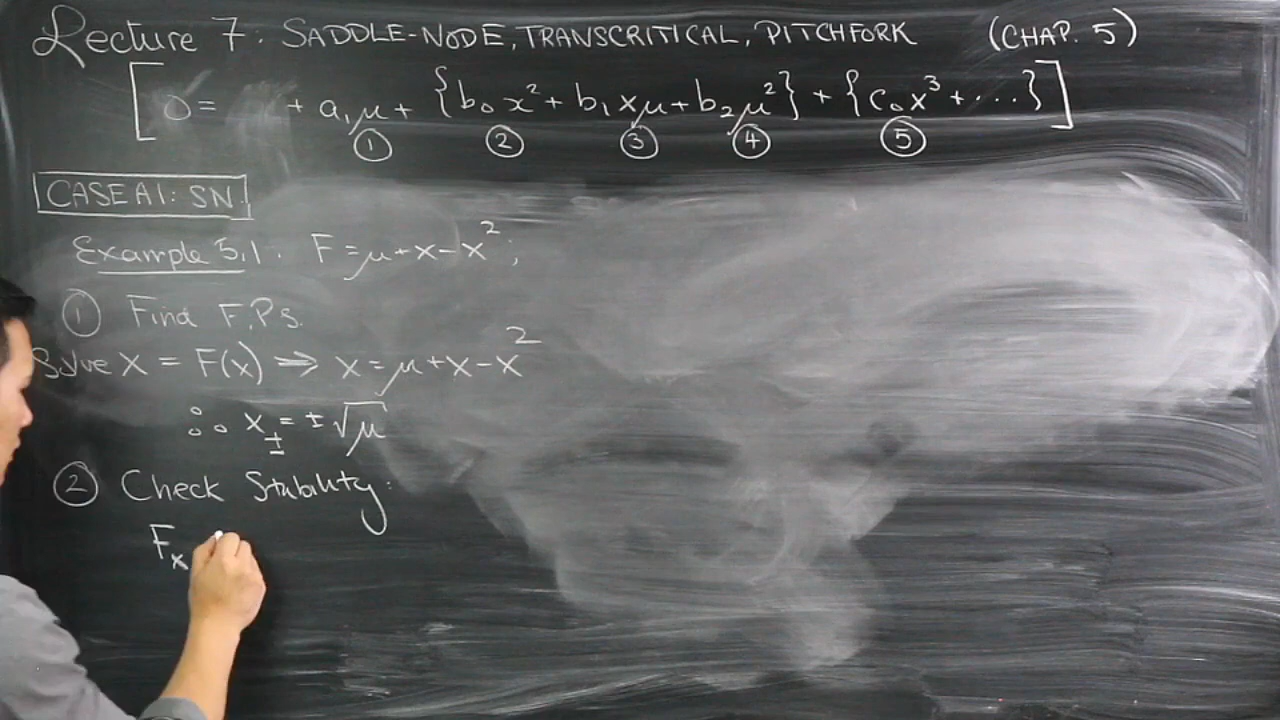 Lecture 7. SADDLE-NODE, TRANSCRITICAL, PITCHFORK (CHAP. 5)
[0 = + a₁μ + {b₀x² + b₁xμ + b₂μ²} + {c₀x³ + ...}]
① ② ③ ④ ⑤
CASE A1: SN.
Example 5.1. F = μ + x - x²;
① Find F.Ps.
Solve x = F(x) ⇒ x = μ + x - x²
∴ x± = ±√μ
② Check Stability:
Fx